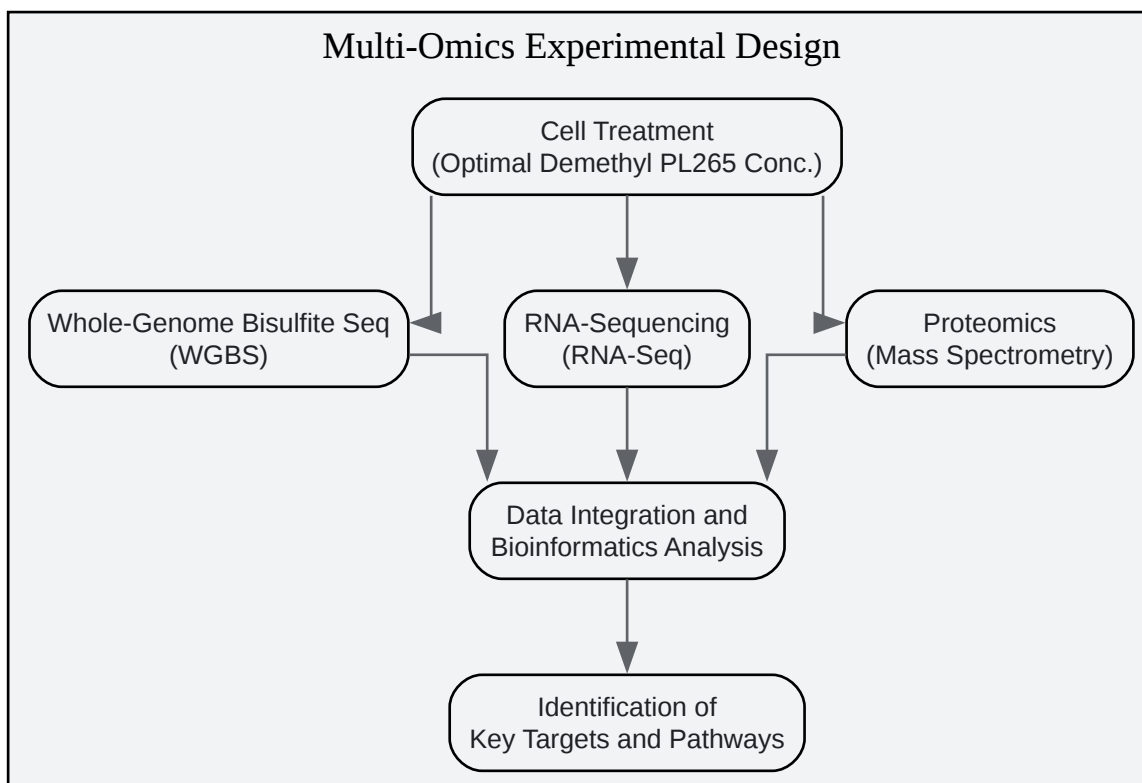 Multi-Omics Experimental Design
Cell Treatment
(Optimal Demethyl PL265 Conc.)
Whole-Genome Bisulfite Seq
(WGBS)
RNA-Sequencing
(RNA-Seq)
Proteomics
(Mass Spectrometry)
Data Integration and
Bioinformatics Analysis
Identification of
Key Targets and Pathways